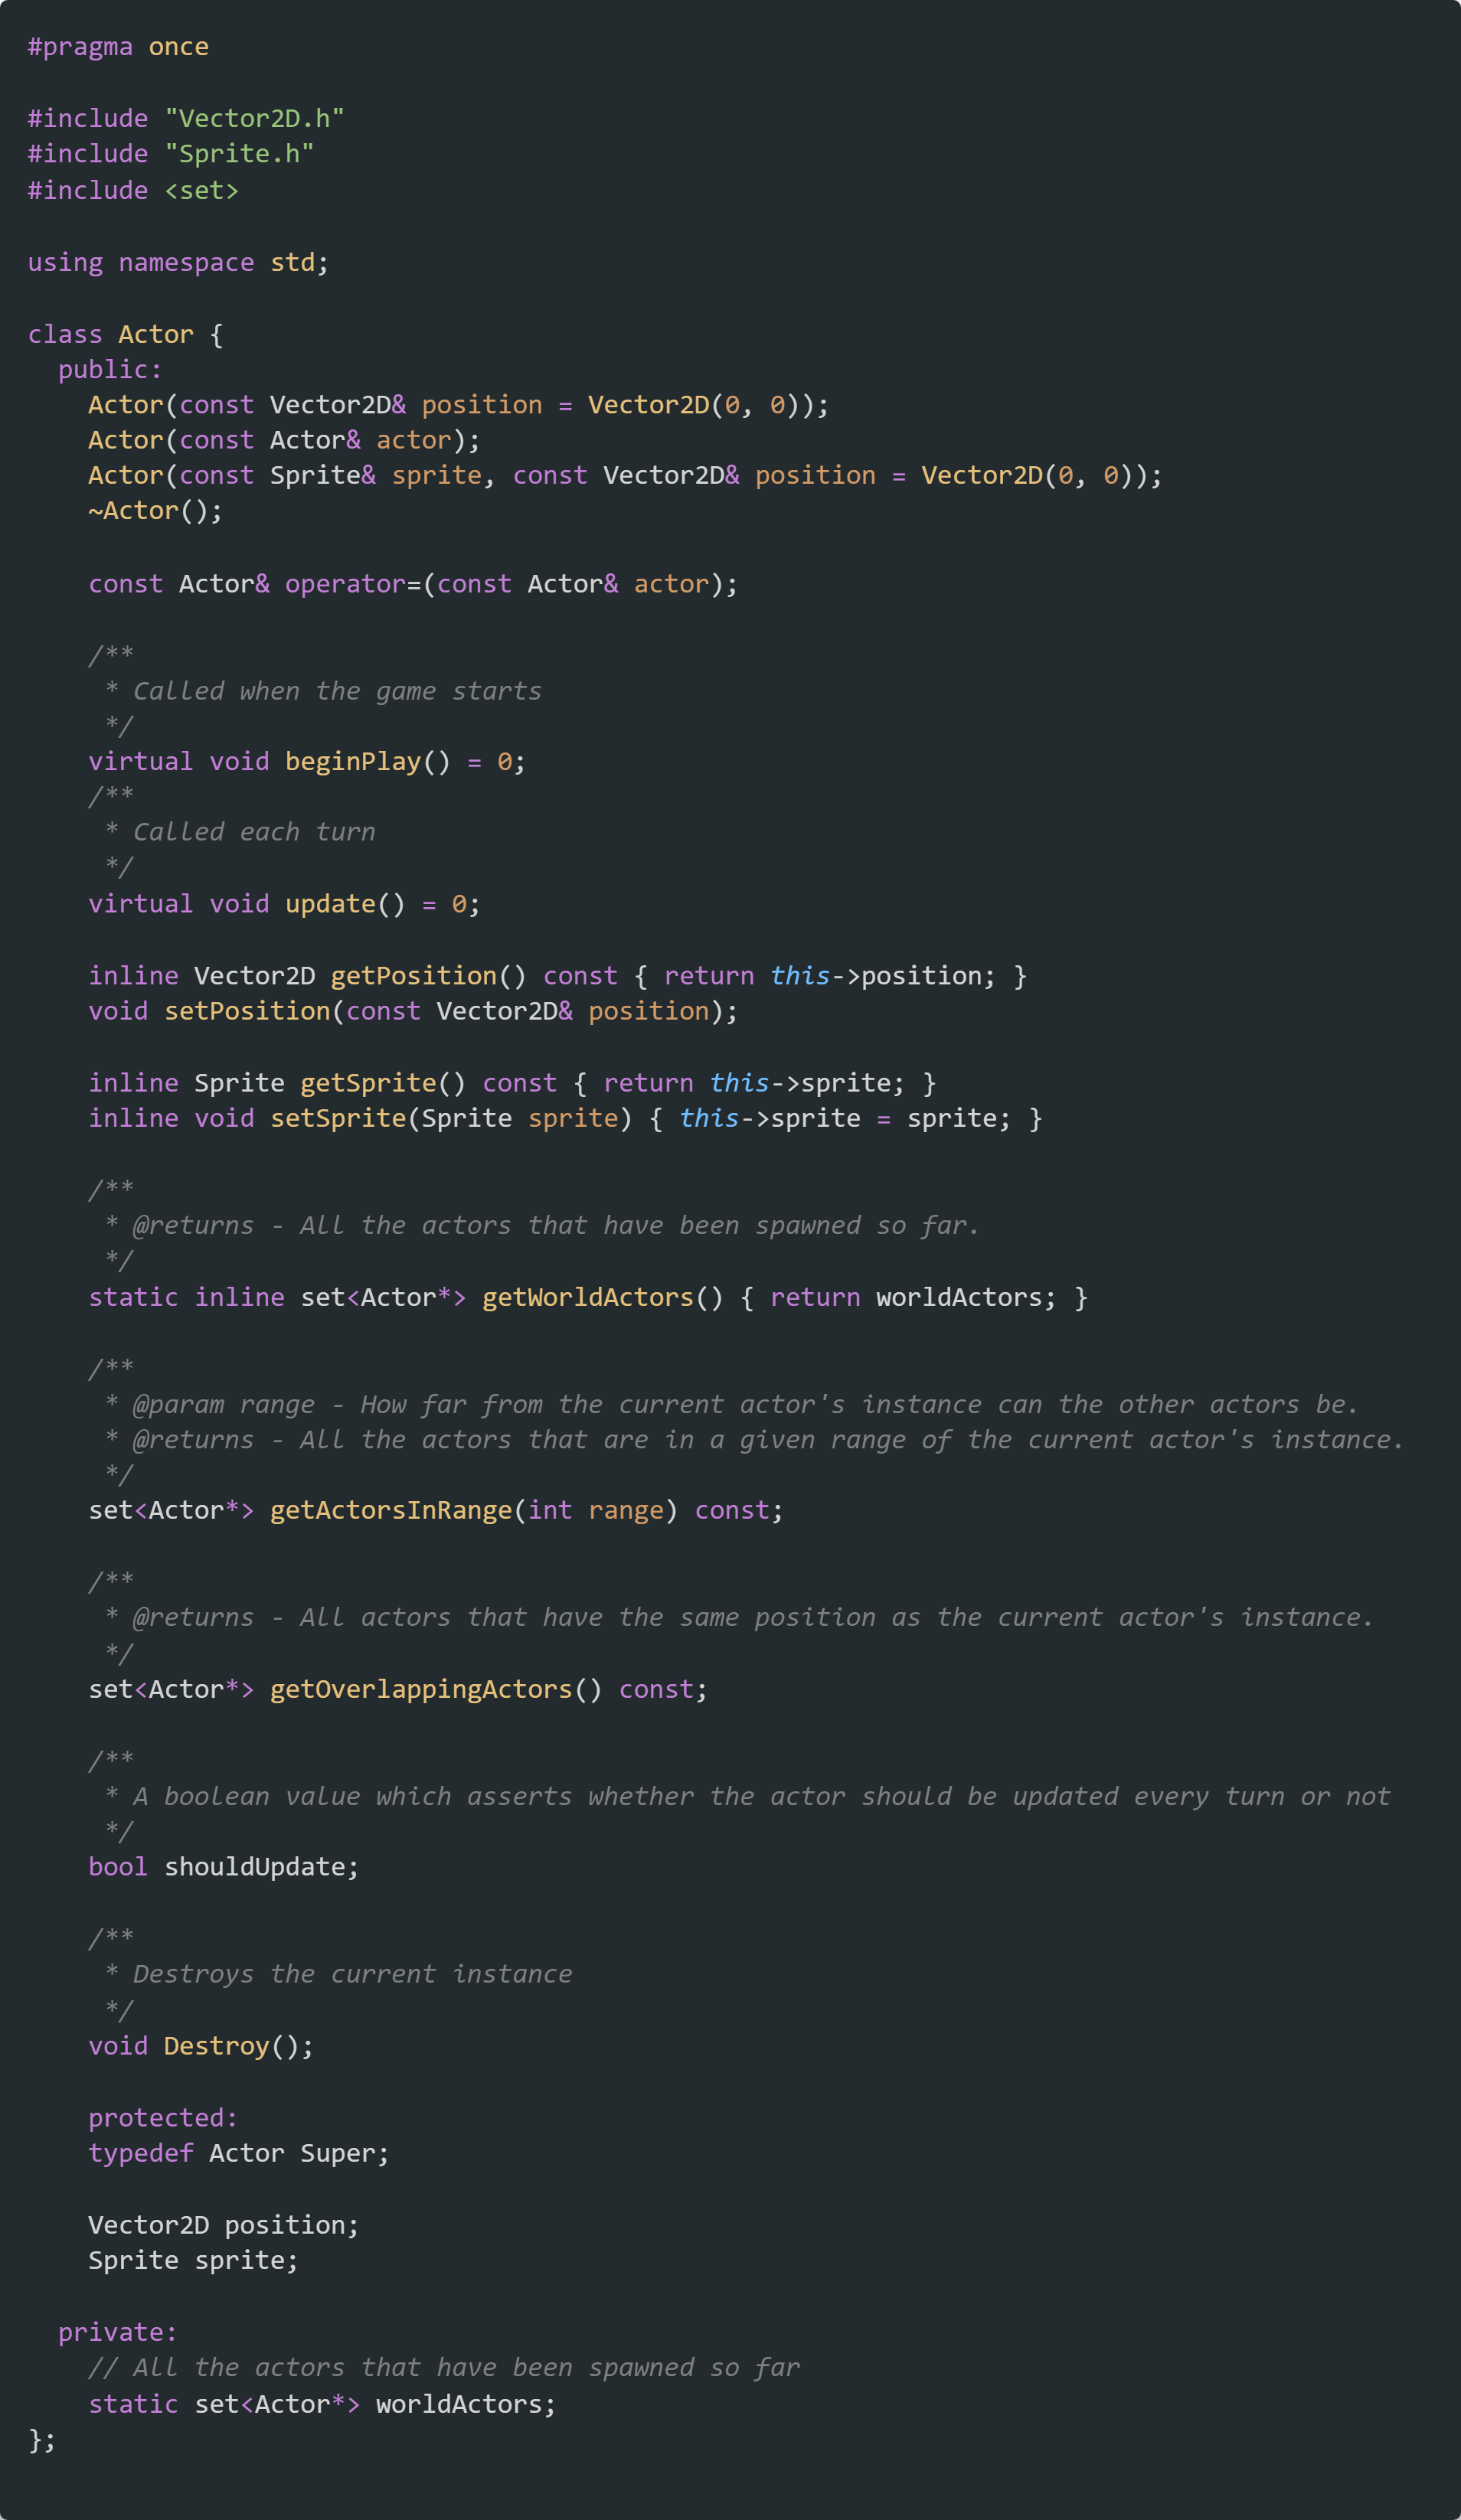 #pragma once

#include "Vector2D.h"
#include "Sprite.h"
#include <set>

using namespace std;

class Actor {
  public:
    Actor(const Vector2D& position = Vector2D(0, 0));
    Actor(const Actor& actor);
    Actor(const Sprite& sprite, const Vector2D& position = Vector2D(0, 0));
    ~Actor();

    const Actor& operator=(const Actor& actor);

    /**
     * Called when the game starts
     */
    virtual void beginPlay() = 0;
    /**
     * Called each turn
     */
    virtual void update() = 0;

    inline Vector2D getPosition() const { return this->position; }
    void setPosition(const Vector2D& position);

    inline Sprite getSprite() const { return this->sprite; }
    inline void setSprite(Sprite sprite) { this->sprite = sprite; }

    /**
     * @returns - All the actors that have been spawned so far.
     */
    static inline set<Actor*> getWorldActors() { return worldActors; }

    /**
     * @param range - How far from the current actor's instance can the other actors be.
     * @returns - All the actors that are in a given range of the current actor's instance.
     */
    set<Actor*> getActorsInRange(int range) const;

    /**
     * @returns - All actors that have the same position as the current actor's instance.
     */
    set<Actor*> getOverlappingActors() const;

    /**
     * A boolean value which asserts whether the actor should be updated every turn or not
     */
    bool shouldUpdate;

    /**
     * Destroys the current instance
     */
    void Destroy();

    protected:
    typedef Actor Super;

    Vector2D position;
    Sprite sprite;

  private:
    // All the actors that have been spawned so far
    static set<Actor*> worldActors;
};